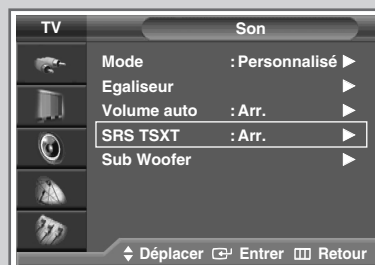 TV
Son
Mode : Personnalisé
Egaliseur
Volume auto : Arr.
SRS TSXT : Arr.
Sub Woofer
Déplacer Entrer Retour